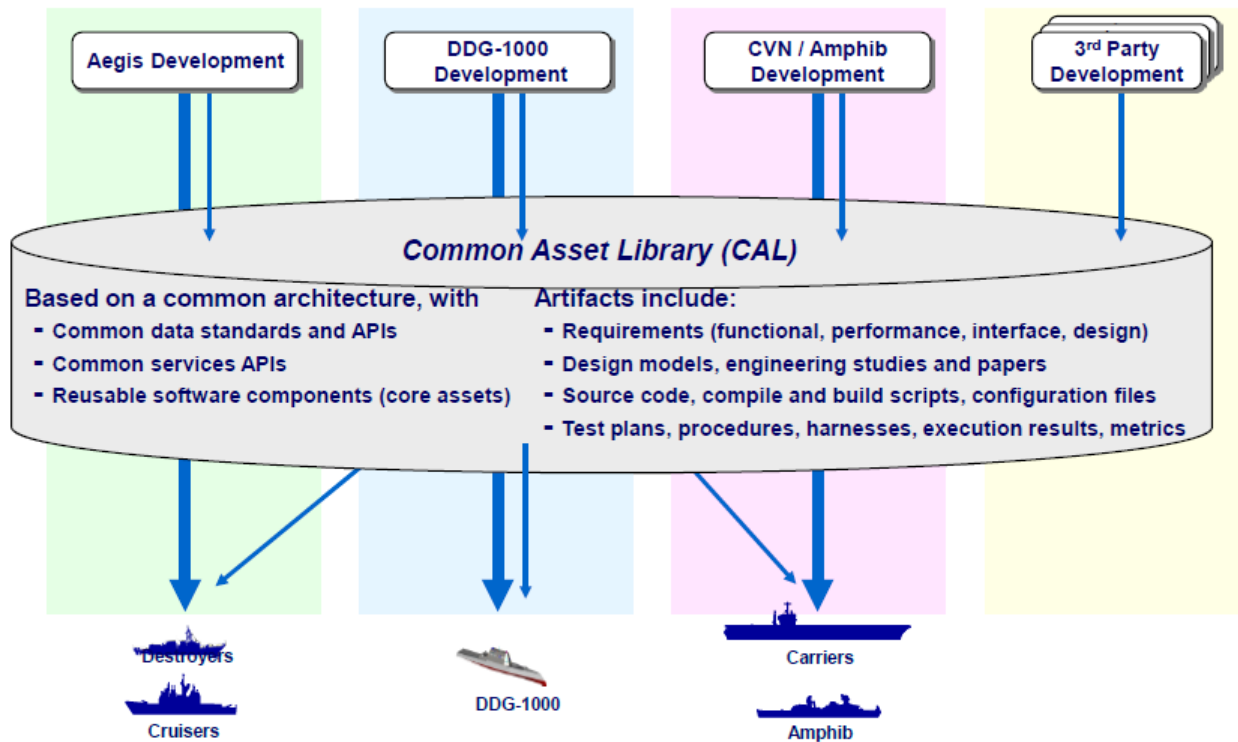 Aegis Development
DDG-1000
Development
CVN / Amphib
Development
3rd Party
Development
Common Asset Library (CAL)
Based on a common architecture, with
- Common data standards and APIs
- Common services APIs
- Reusable software components (core assets)
Artifacts include:
- Requirements (functional, performance, interface, design)
- Design models, engineering studies and papers
- Source code, compile and build scripts, configuration files
- Test plans, procedures, harnesses, execution results, metrics
Destroyers
Cruisers
DDG-1000
Carriers
Amphib